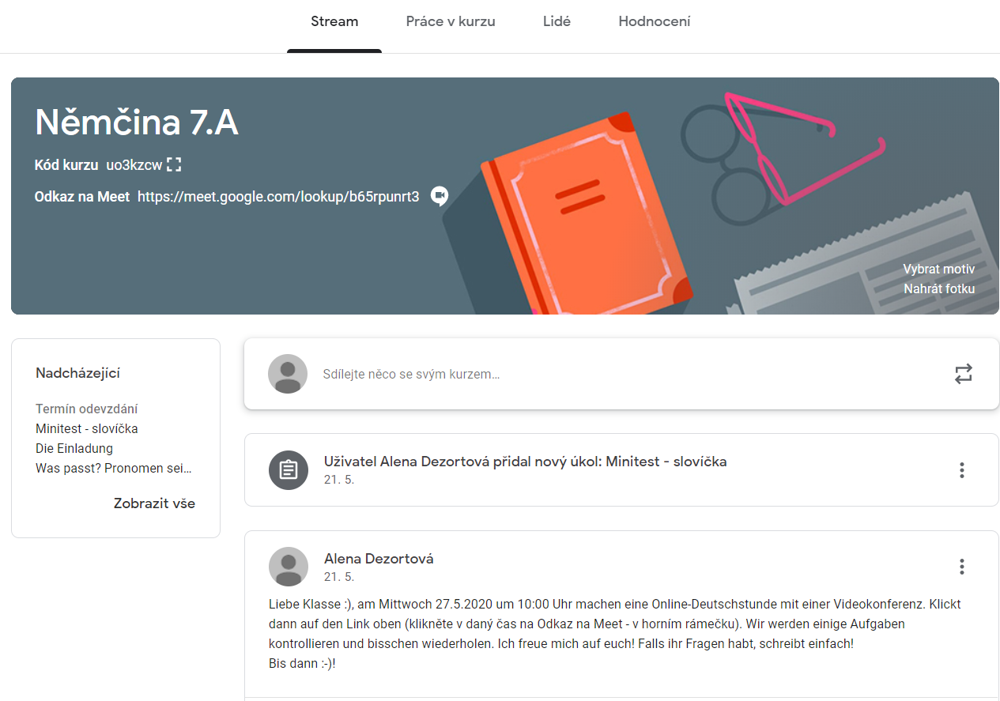 Stream Práce v kurzu Lidé Hodnocení
Němčina 7.A
Kód kurzu uo3kzcw
Odkaz na Meet https://meet.google.com/lookup/b65rpunrt3
Vybrat motiv
Nahrát fotku
Nadcházející
Termín odevzdání
Minitest - slovíčka
Die Einladung
Was passt? Pronomen sei...
Zobrazit vše
Sdílejte něco se svým kurzem...
Uživatel Alena Dezortová přidal nový úkol: Minitest - slovíčka
21. 5.
Alena Dezortová
21. 5.
Liebe Klasse :), am Mittwoch 27.5.2020 um 10:00 Uhr machen eine Online-Deutschstunde mit einer Videokonferenz. Klickt
dann auf den Link oben (klikněte v daný čas na Odkaz na Meet - v horním rámečku). Wir werden einige Aufgaben
kontrollieren und bisschen wiederholen. Ich freue mich auf euch! Falls ihr Fragen habt, schreibt einfach!
Bis dann :-)!